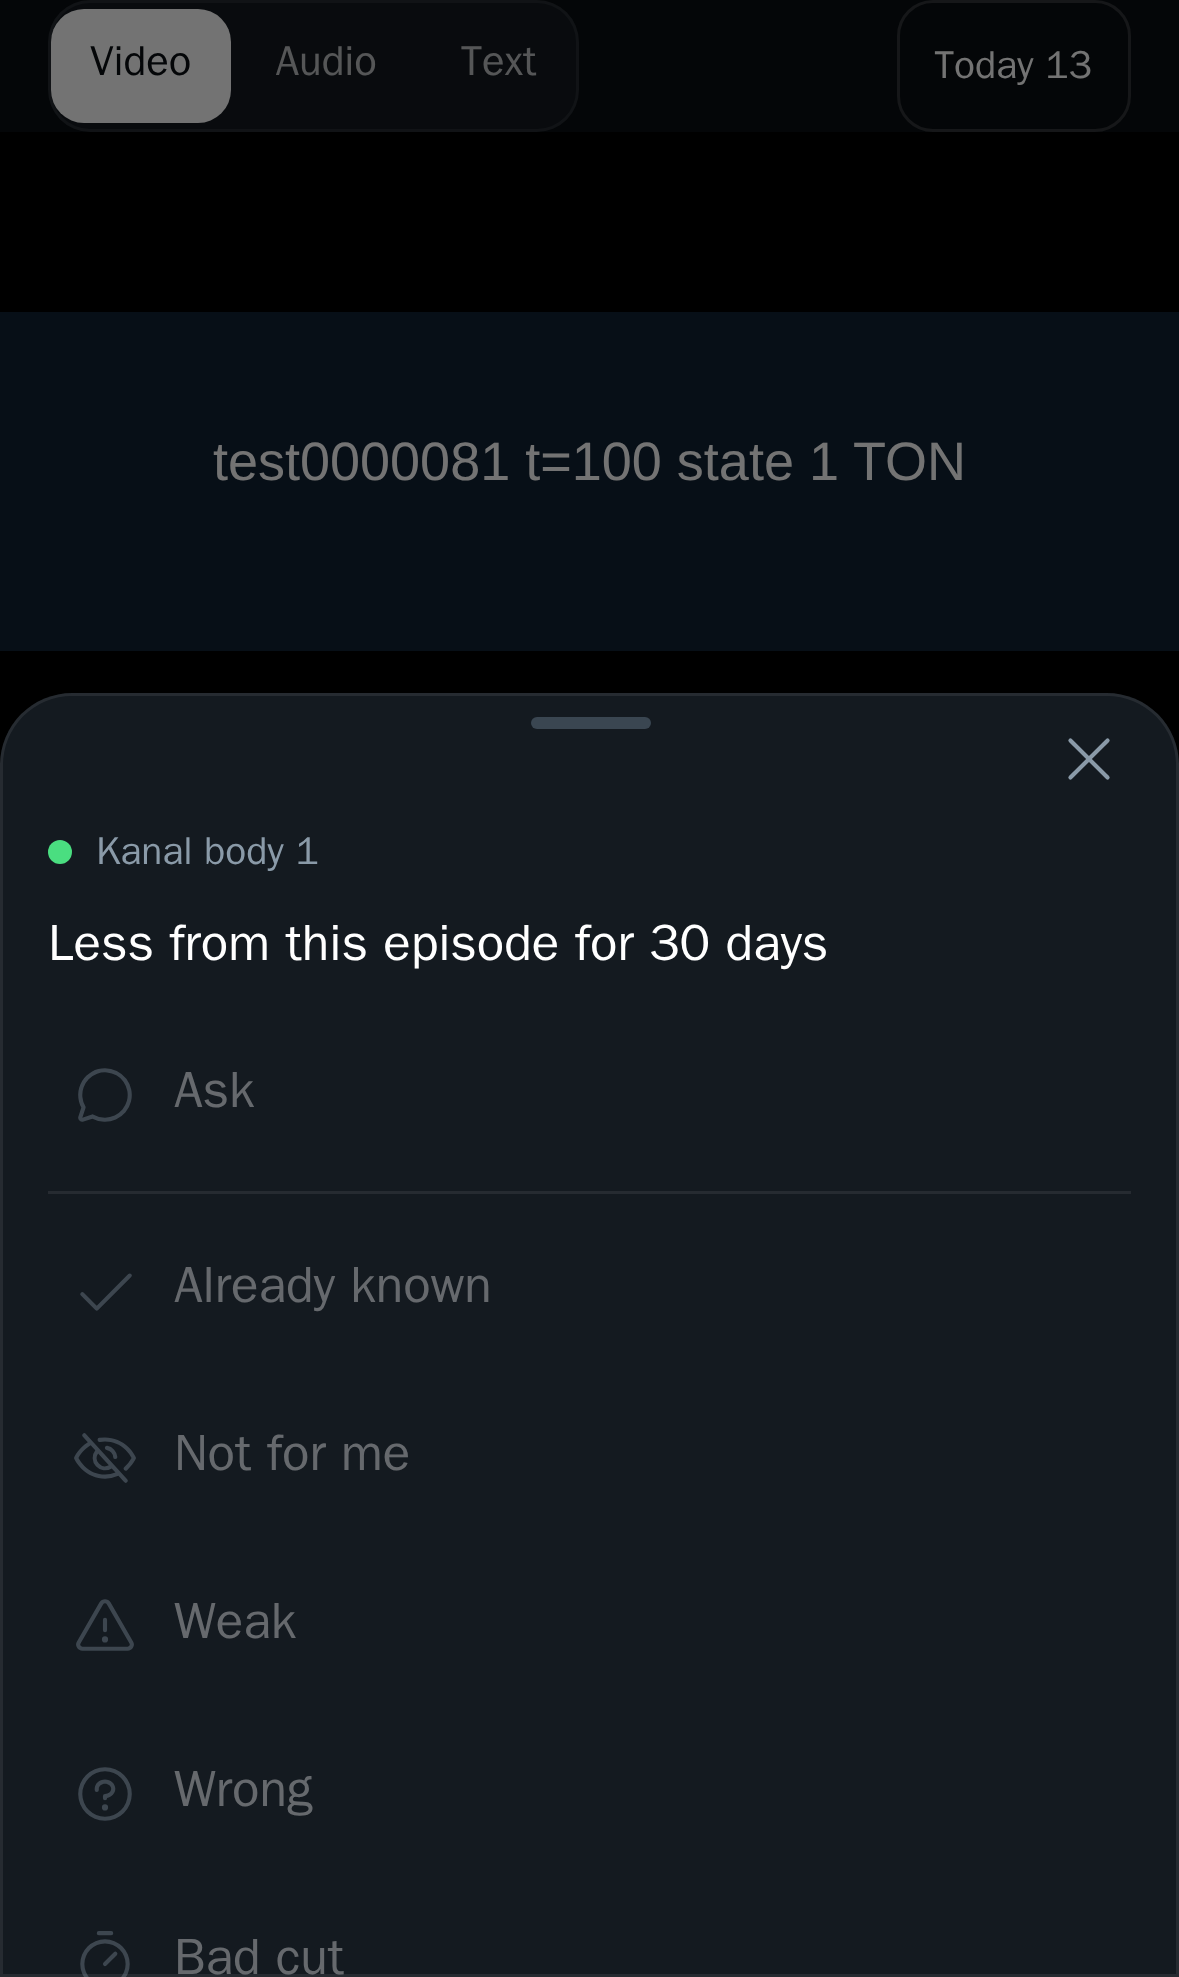 Video Audio Text Today 13
test0000081 t=100 state 1 TON
Kanal body 1
Less from this episode for 30 days
Ask
Already known
Not for me
Weak
Wrong
Bad cut